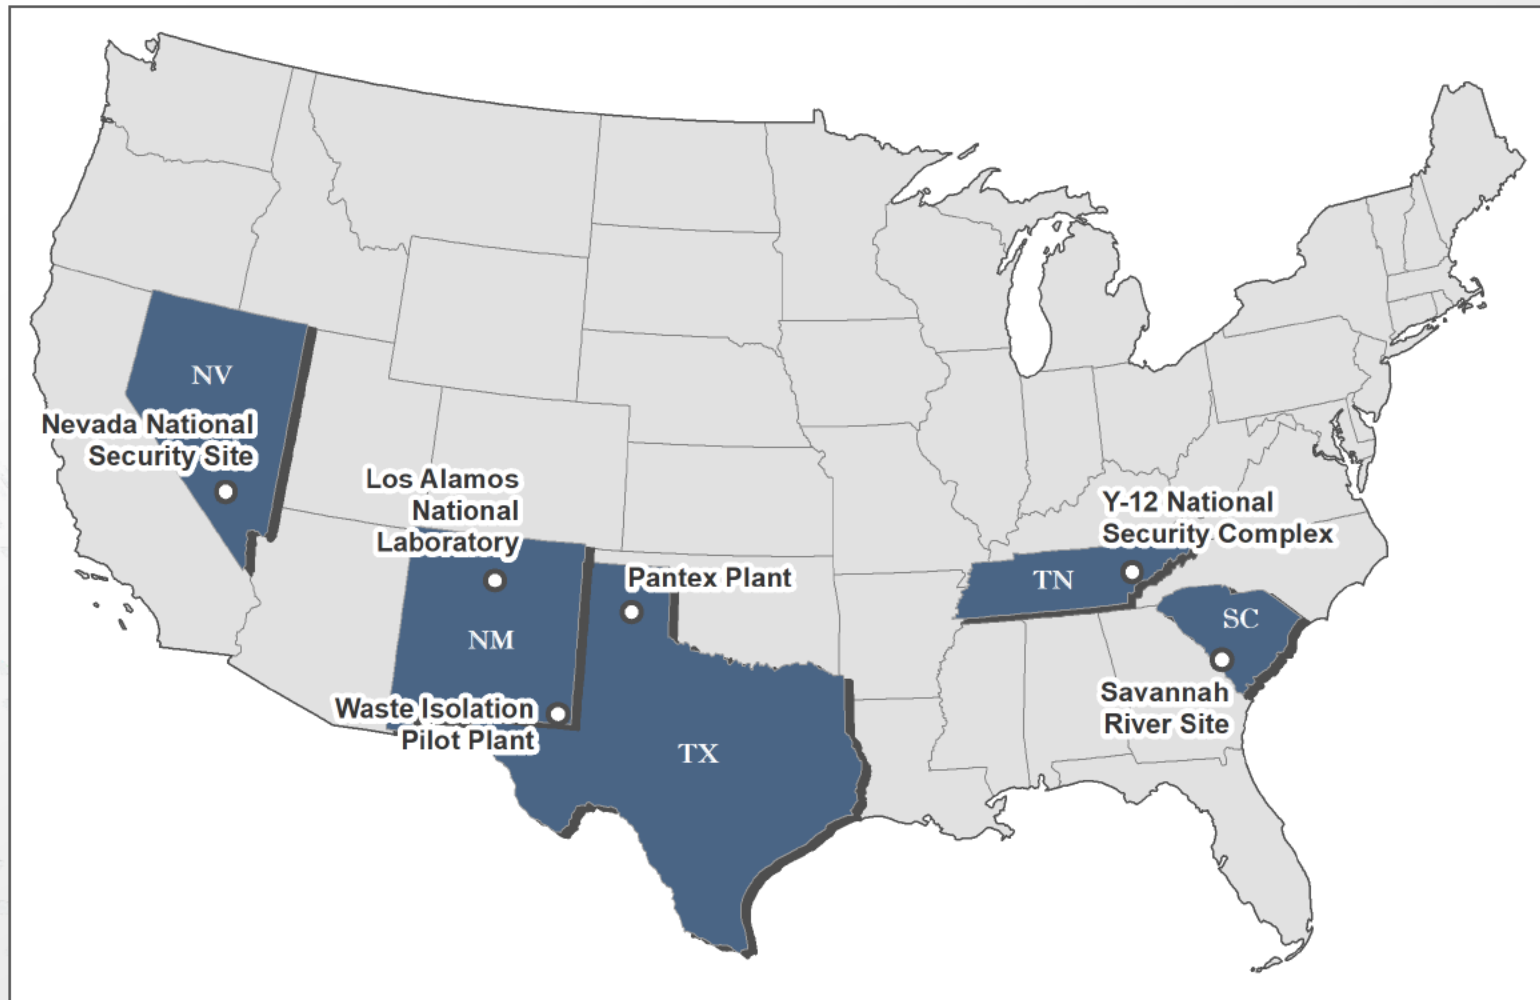 NV
Nevada National
Security Site
Los Alamos
National
Laboratory
NM
Waste Isolation
Pilot Plant
Pantex Plant
TX
Y-12 National
Security Complex
TN
SC
Savannah
River Site